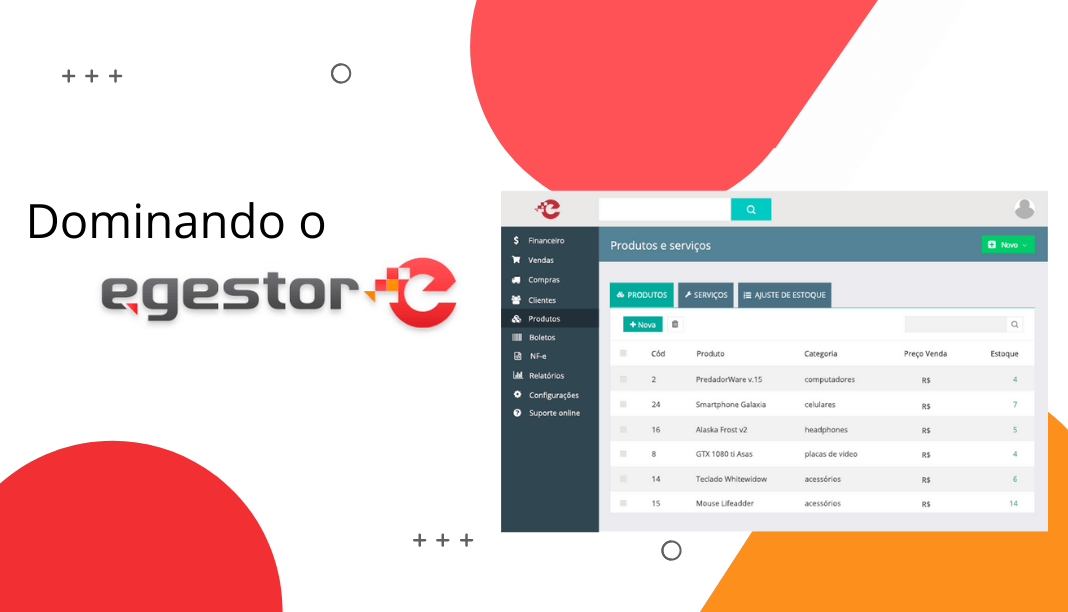 Dominando o
egestor
Produtos e serviços
Novo
Financeiro
Vendas
Compras
Clientes
Produtos
Boletos
NF-e
Relatórios
Configurações
Suporte online
PRODUTOS SERVIÇOS AJUSTE DE ESTOQUE
+ Nova
Cód Produto Categoria Preço Venda Estoque
2 PredadorWare v.15 computadores R$ 4
24 Smartphone Galaxia celulares R$ 7
16 Alaska Frost v2 headphones R$ 5
8 GTX 1080 ti Asas placas de video R$ 4
14 Teclado Whitewidow acessórios R$ 6
15 Mouse Lifeadder acessórios R$ 14